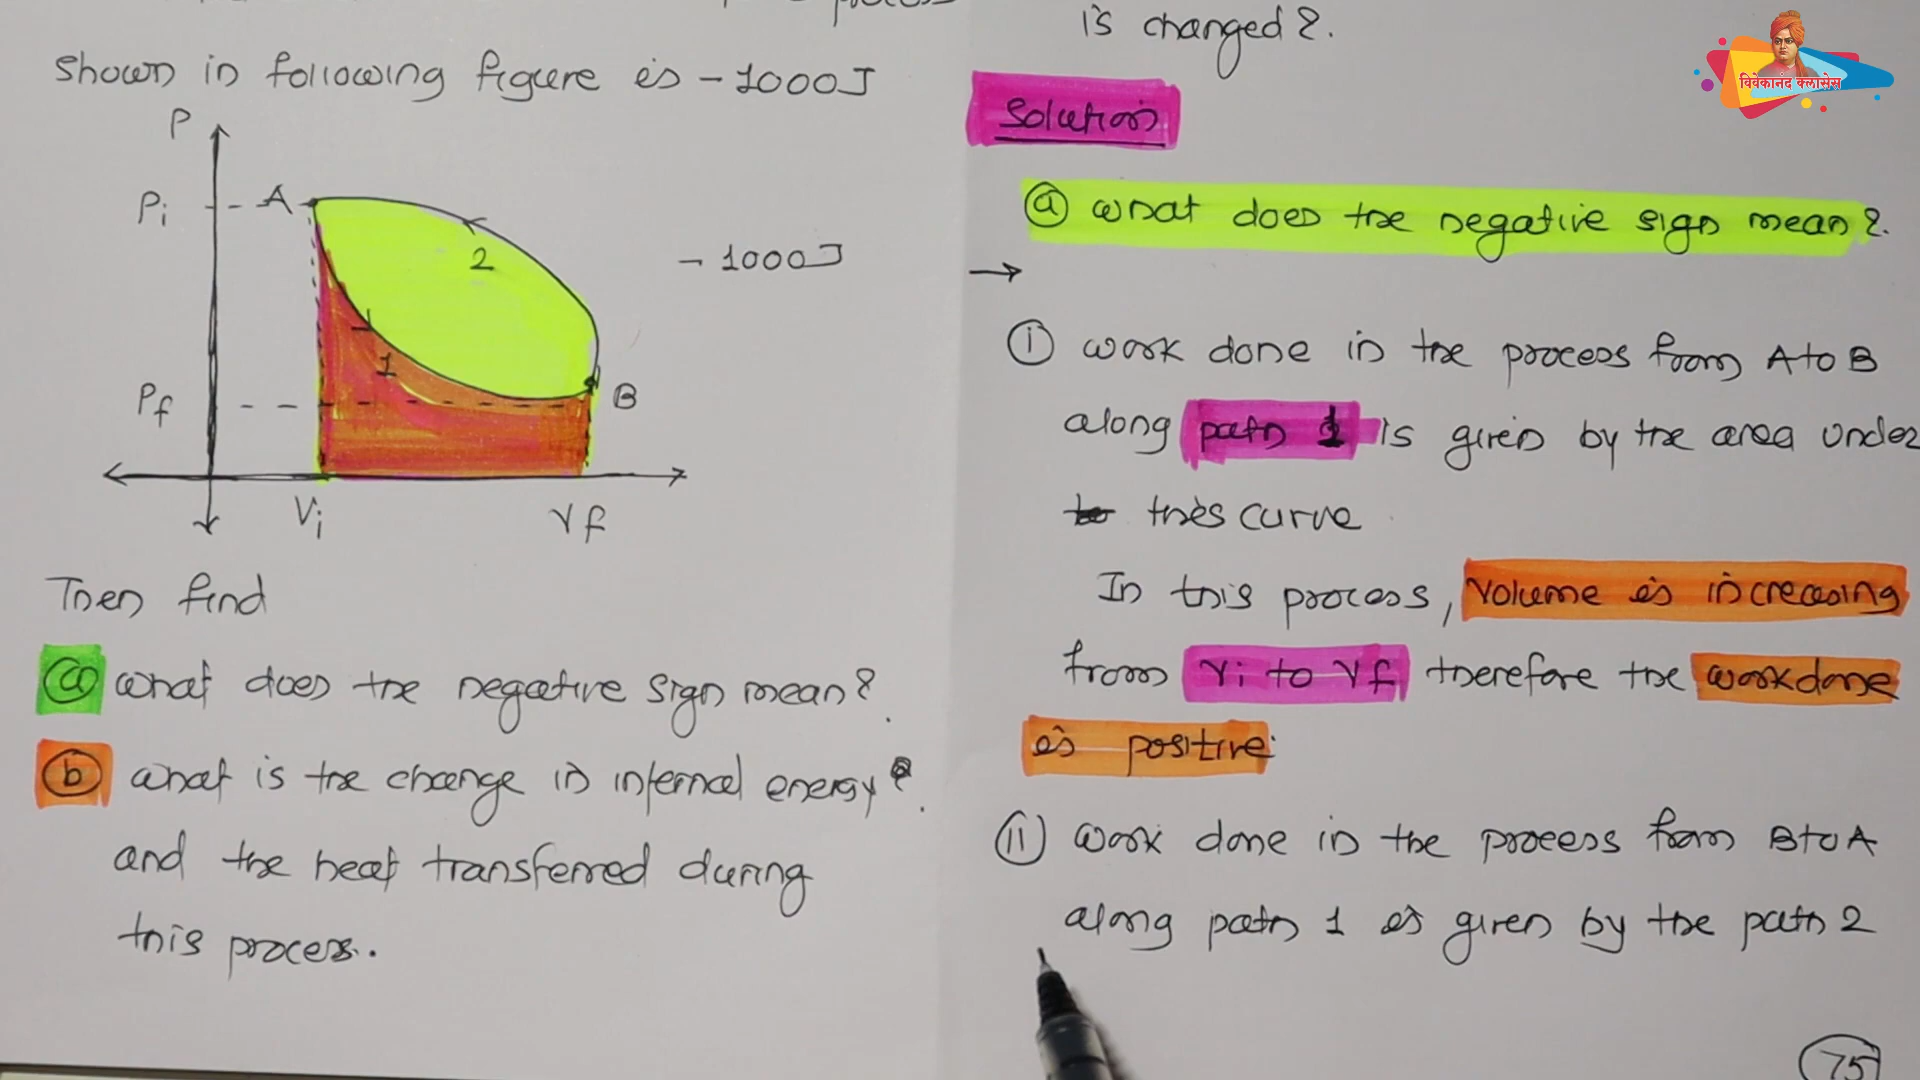 process
shown in following figure is - 1000J
P
Pi
A
2
- 1000J
1
Pf
B
Vi
Vf
Then find
(a) what does the negative sign mean?.
(b) what is the change in internal energy?.
and the heat transferred during
this process.
is changed?.
Solution
(a) what does the negative sign mean?.
→
(i) work done in the process from A to B
along path 1 is given by the area under
this curve
In this process, volume is increasing
from Vi to Vf therefore the workdone
is positive.
(ii) work done in the process from B to A
along path 1 is given by the path 2
75
विवेकानंद क्लासेस